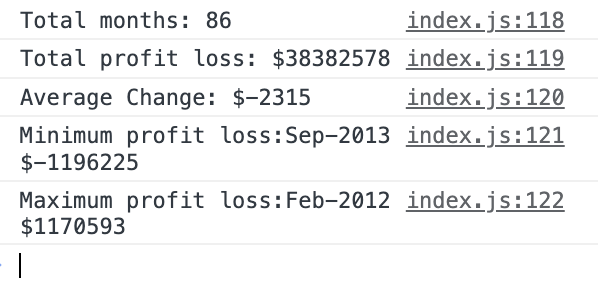 Total months: 86 index.js:118
Total profit loss: $38382578 index.js:119
Average Change: $-2315 index.js:120
Minimum profit loss:Sep-2013 index.js:121
$-1196225
Maximum profit loss:Feb-2012 index.js:122
$1170593